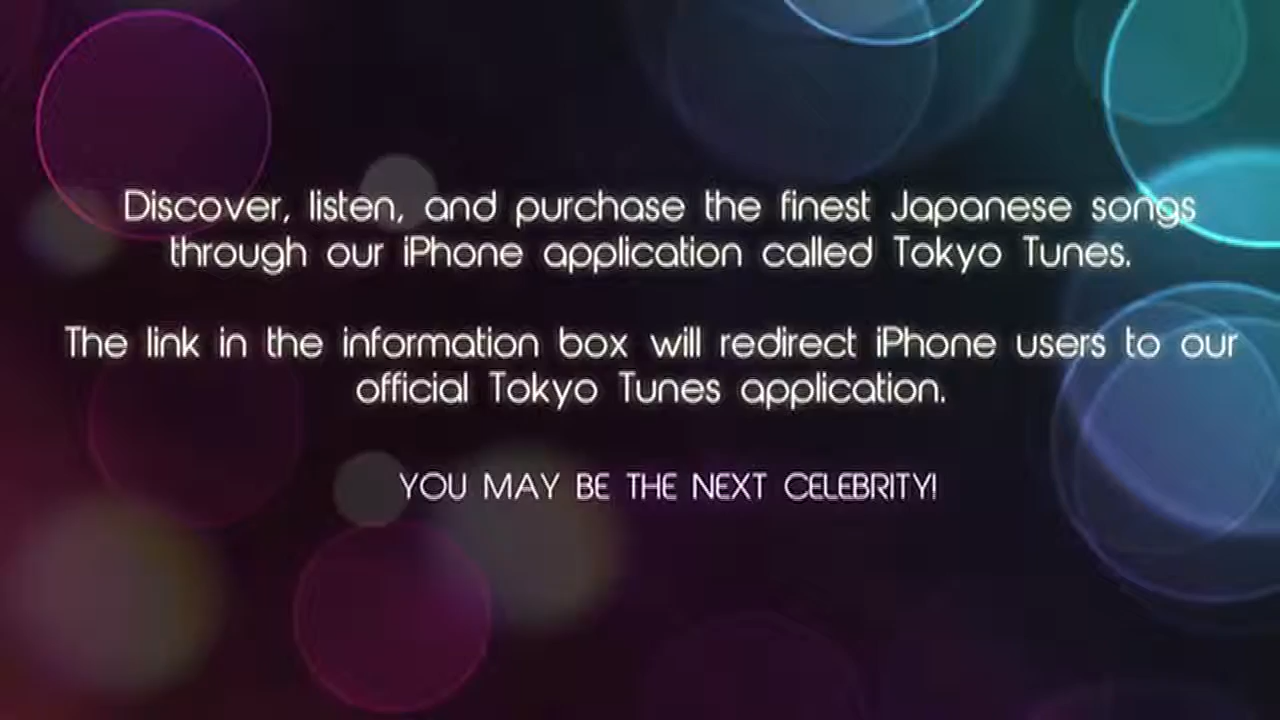 Discover, listen, and purchase the finest Japanese songs
through our iPhone application called Tokyo Tunes.
The link in the information box will redirect iPhone users to our
official Tokyo Tunes application.
YOU MAY BE THE NEXT CELEBRITY!